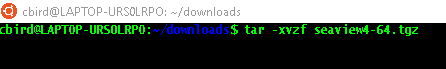 cbird@LAPTOP-URS0LRPO: ~/downloads
cbird@LAPTOP-URS0LRPO:~/downloads$ tar -xvzf seaview4-64.tgz